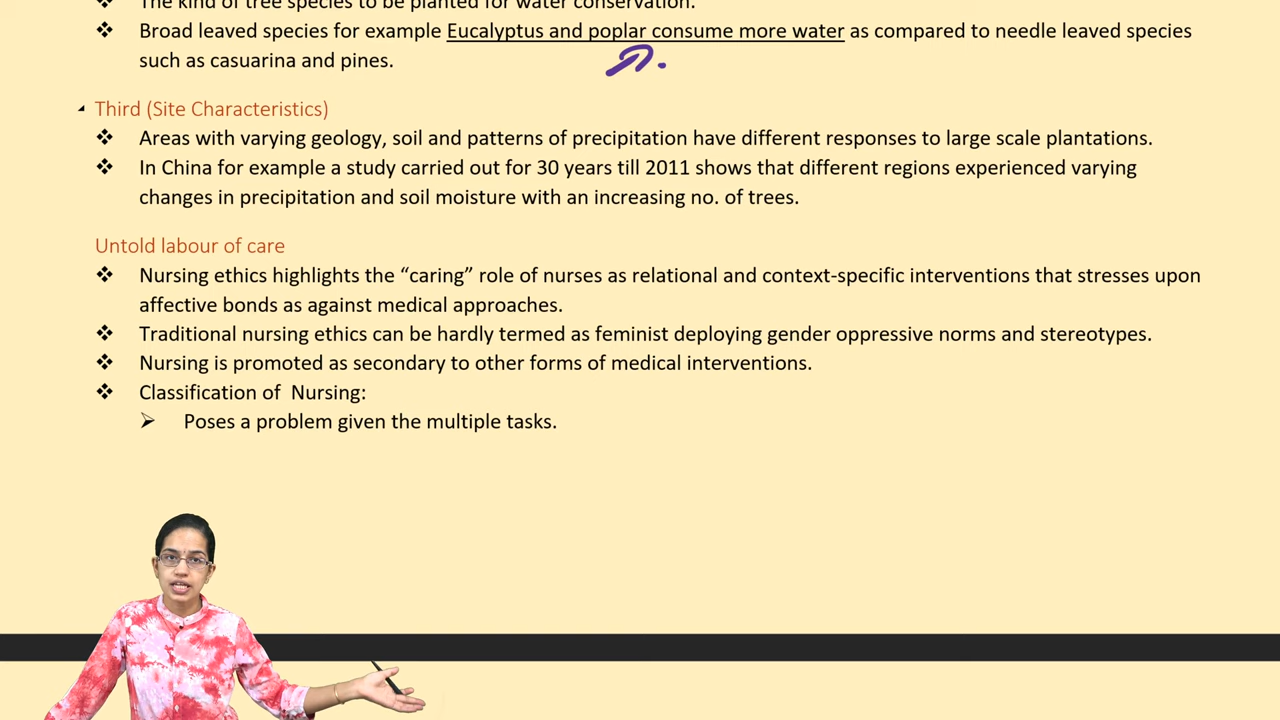 The kind of tree species to be planted for water conservation.
❖ Broad leaved species for example Eucalyptus and poplar consume more water as compared to needle leaved species
such as casuarina and pines.
Third (Site Characteristics)
❖ Areas with varying geology, soil and patterns of precipitation have different responses to large scale plantations.
❖ In China for example a study carried out for 30 years till 2011 shows that different regions experienced varying
changes in precipitation and soil moisture with an increasing no. of trees.
Untold labour of care
❖ Nursing ethics highlights the “caring” role of nurses as relational and context-specific interventions that stresses upon
affective bonds as against medical approaches.
❖ Traditional nursing ethics can be hardly termed as feminist deploying gender oppressive norms and stereotypes.
❖ Nursing is promoted as secondary to other forms of medical interventions.
❖ Classification of  Nursing:
➢ Poses a problem given the multiple tasks.